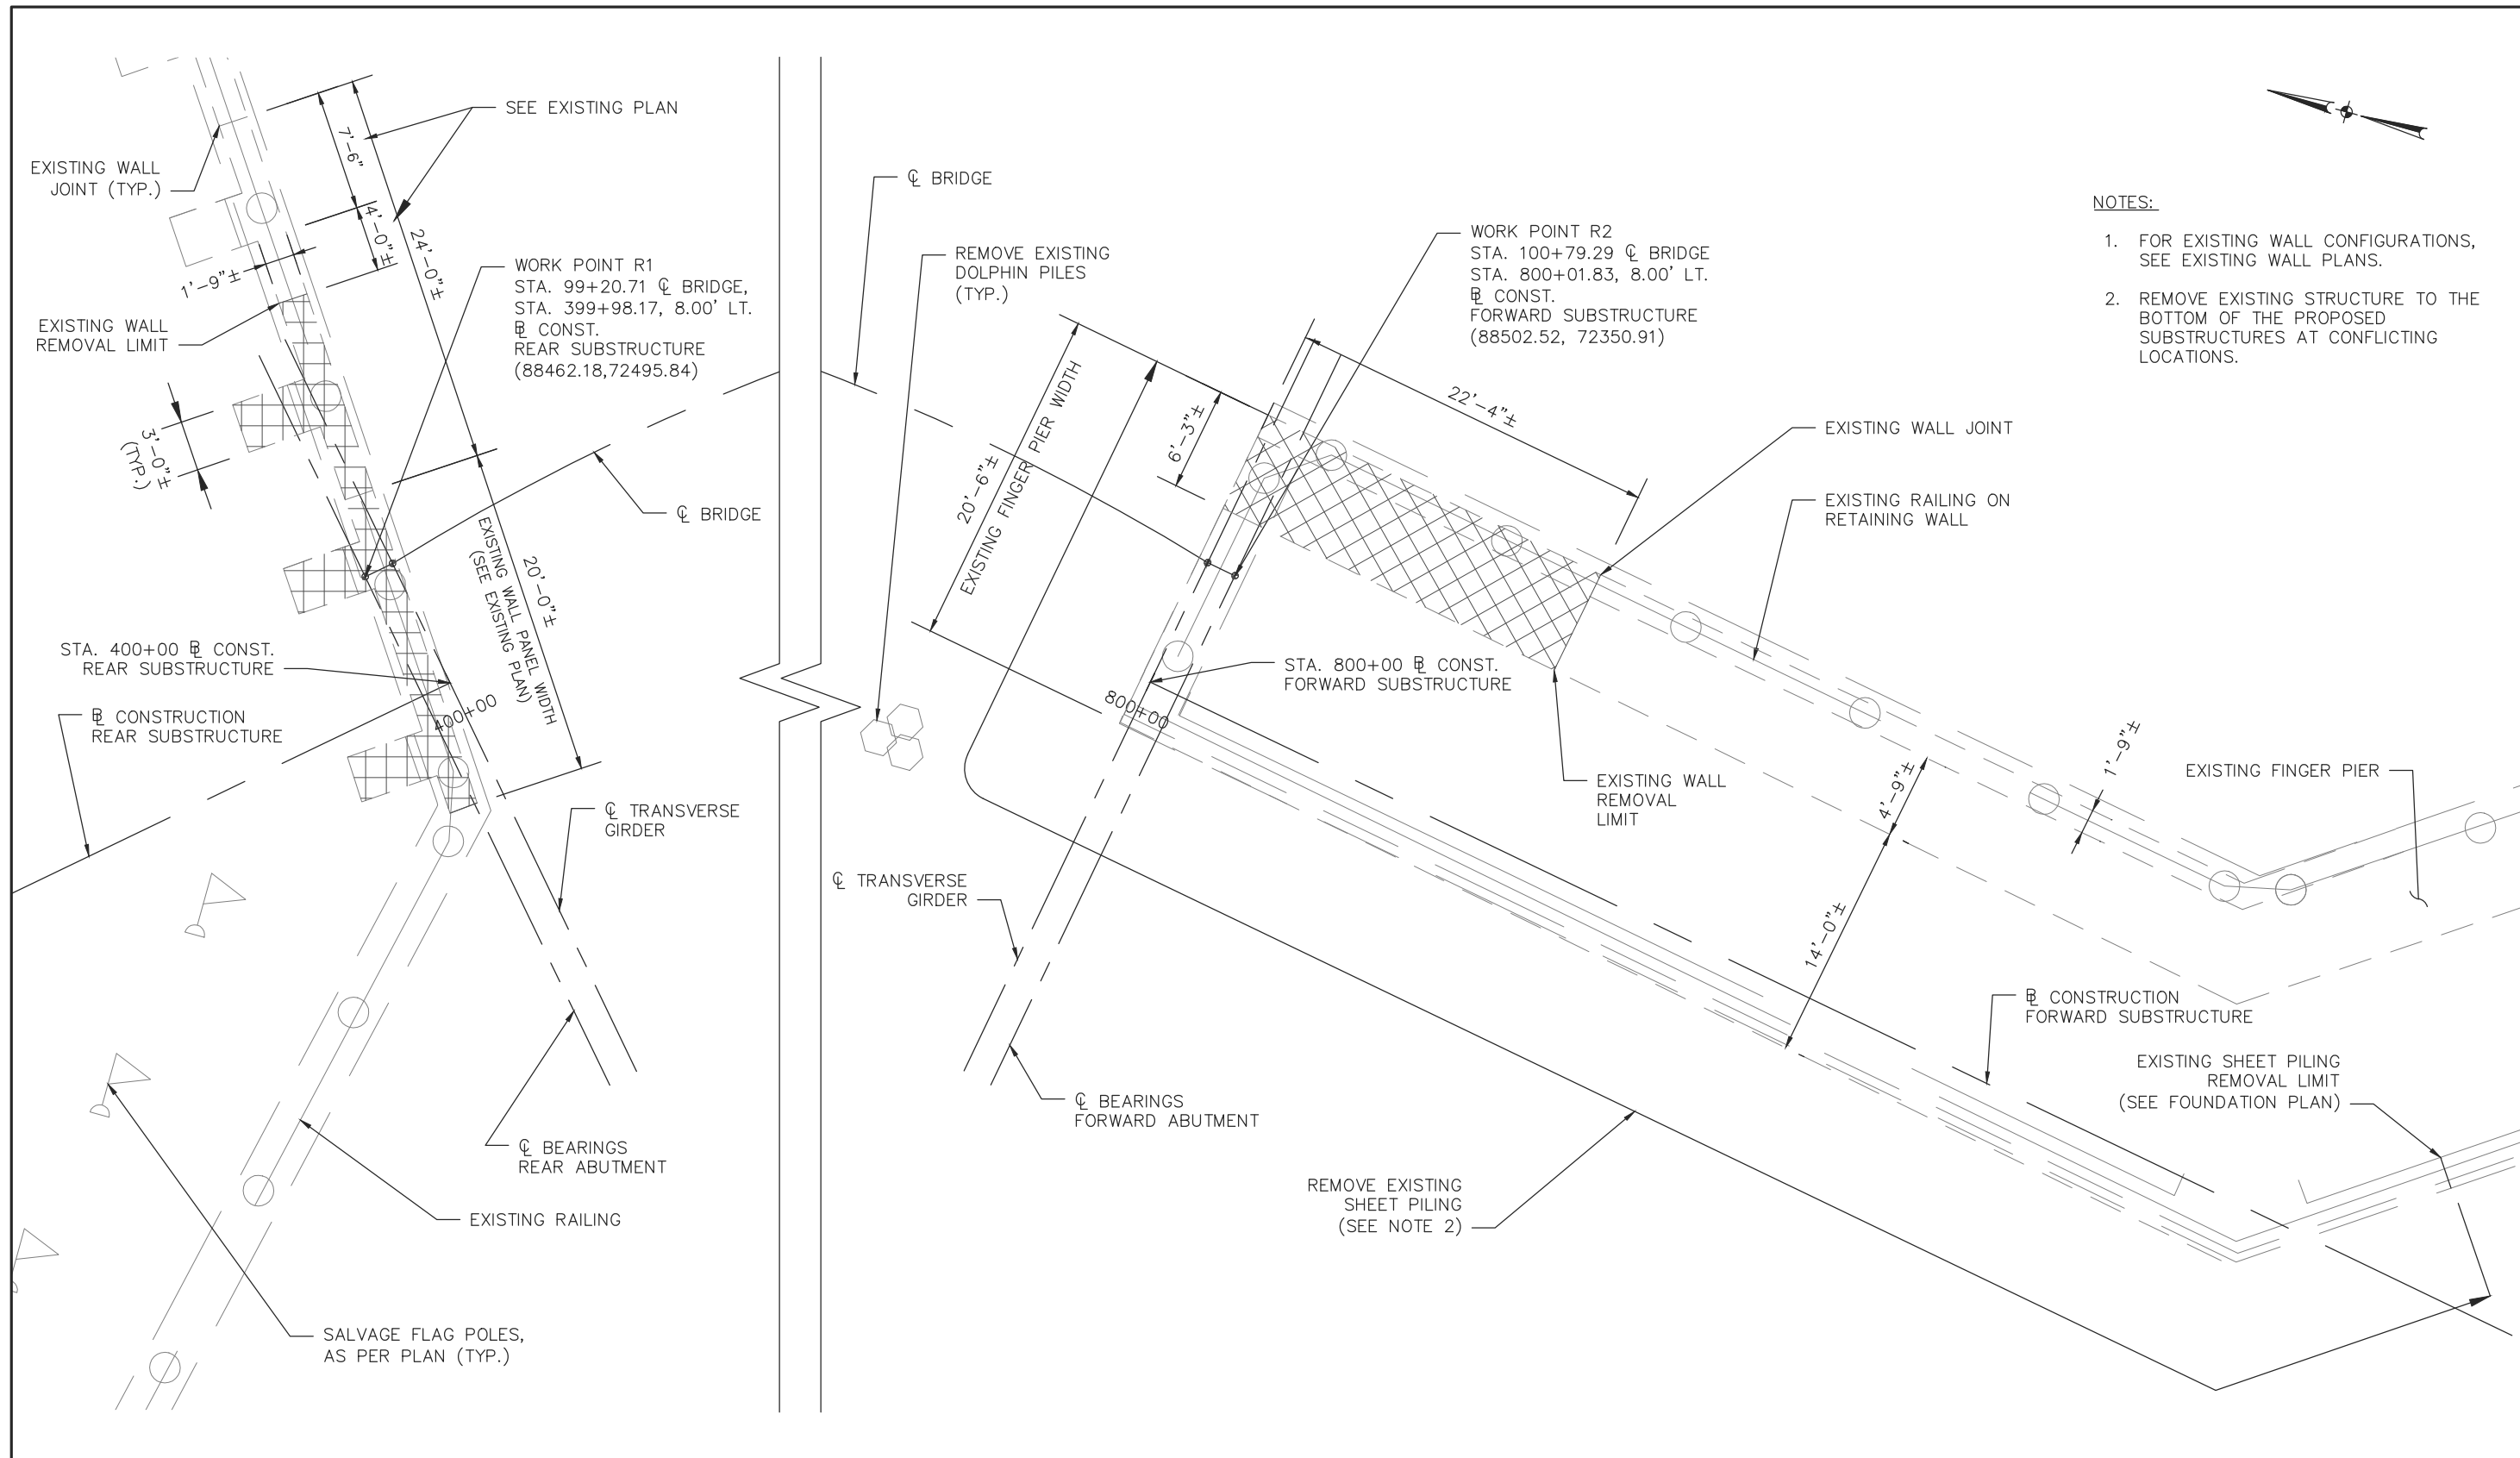 SEE EXISTING PLAN
7'-6"
EXISTING WALL
JOINT (TYP.)
4'-0"±
24'-0"±
1'-9"±
WORK POINT R1
STA. 99+20.71 ℄ BRIDGE,
STA. 399+98.17, 8.00' LT.
BL CONST.
REAR SUBSTRUCTURE
(88462.18,72495.84)
EXISTING WALL
REMOVAL LIMIT
3'-0"±
(TYP.)
℄ BRIDGE
EXISTING WALL PANEL WIDTH
(SEE EXISTING PLAN)
20'-0"±
STA. 400+00 BL CONST.
REAR SUBSTRUCTURE
400+00
BL CONSTRUCTION
REAR SUBSTRUCTURE
℄ TRANSVERSE
GIRDER
℄ BEARINGS
REAR ABUTMENT
EXISTING RAILING
SALVAGE FLAG POLES,
AS PER PLAN (TYP.)
℄ BRIDGE
REMOVE EXISTING
DOLPHIN PILES
(TYP.)
WORK POINT R2
STA. 100+79.29 ℄ BRIDGE
STA. 800+01.83, 8.00' LT.
BL CONST.
FORWARD SUBSTRUCTURE
(88502.52, 72350.91)
NOTES:
1. FOR EXISTING WALL CONFIGURATIONS,
SEE EXISTING WALL PLANS.
2. REMOVE EXISTING STRUCTURE TO THE
BOTTOM OF THE PROPOSED
SUBSTRUCTURES AT CONFLICTING
LOCATIONS.
20'-6"±
EXISTING FINGER PIER WIDTH
6'-3"±
22'-4"±
EXISTING WALL JOINT
EXISTING RAILING ON
RETAINING WALL
STA. 800+00 BL CONST.
FORWARD SUBSTRUCTURE
800+00
EXISTING WALL
REMOVAL
LIMIT
4'-9"±
1'-9"±
EXISTING FINGER PIER
14'-0"±
℄ TRANSVERSE
GIRDER
BL CONSTRUCTION
FORWARD SUBSTRUCTURE
EXISTING SHEET PILING
REMOVAL LIMIT
(SEE FOUNDATION PLAN)
℄ BEARINGS
FORWARD ABUTMENT
REMOVE EXISTING
SHEET PILING
(SEE NOTE 2)